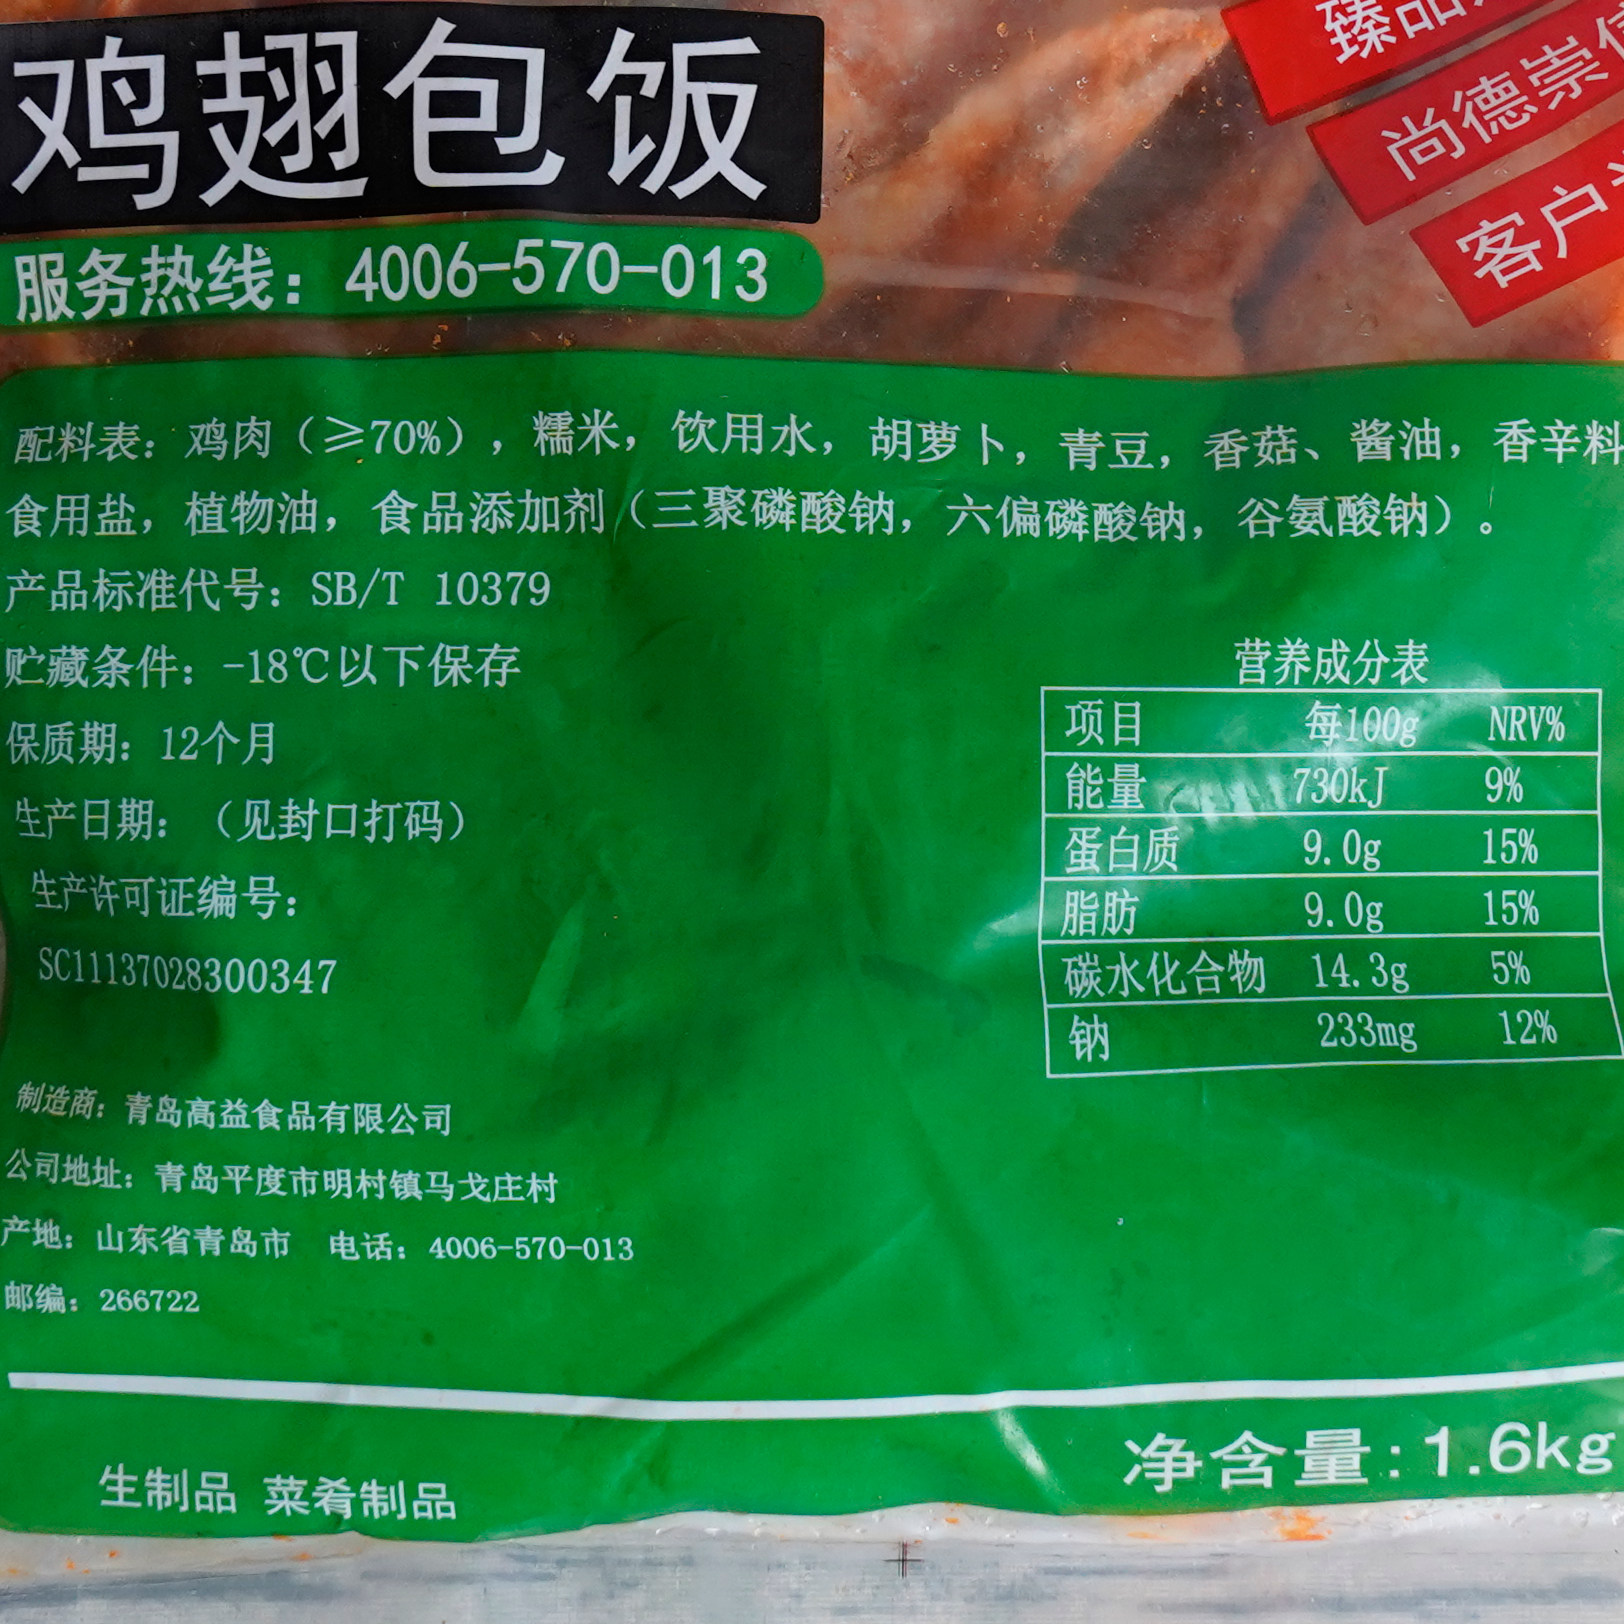 鸡翅包饭
服务热线：4006-570-013
臻品
尚德崇
客户
配料表：鸡肉（≥70%），糯米，饮用水，胡萝卜，青豆，香菇、酱油，香辛料
食用盐，植物油，食品添加剂（三聚磷酸钠，六偏磷酸钠，谷氨酸钠）。
产品标准代号：SB/T 10379
贮藏条件：-18℃以下保存
保质期：12个月
生产日期：（见封口打码）
生产许可证编号：
SC11137028300347
营养成分表
项目 每100g NRV%
能量 730kJ 9%
蛋白质 9.0g 15%
脂肪 9.0g 15%
碳水化合物 14.3g 5%
钠 233mg 12%
制造商：青岛高益食品有限公司
公司地址：青岛平度市明村镇马戈庄村
产地：山东省青岛市 电话：4006-570-013
邮编：266722
生制品 菜肴制品
净含量：1.6kg